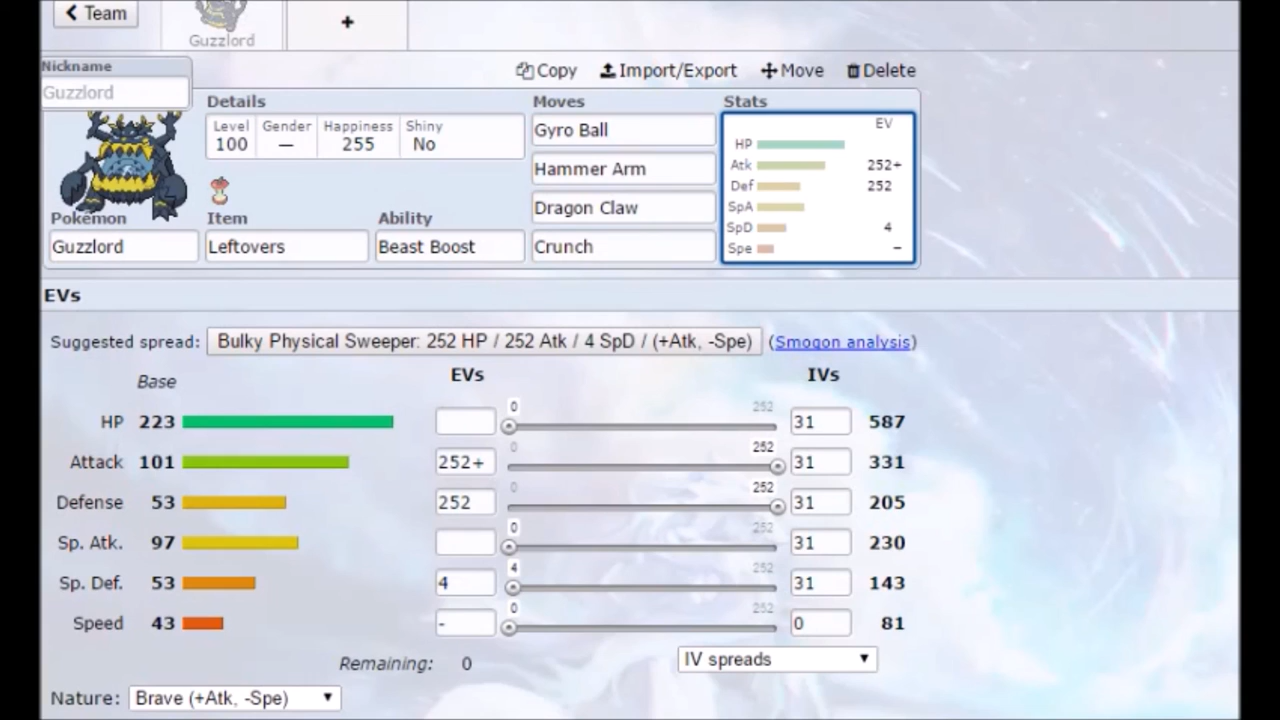 Team
Guzzlord
+
Nickname
Guzzlord
Copy Import/Export Move Delete
Details Moves Stats
Level Gender Happiness Shiny
100 — 255 No
Gyro Ball
Hammer Arm
Dragon Claw
Crunch
EV
HP
Atk 252+
Def 252
SpA
SpD 4
Spe –
Pokémon Item Ability
Guzzlord Leftovers Beast Boost
EVs
Suggested spread: Bulky Physical Sweeper: 252 HP / 252 Atk / 4 SpD / (+Atk, -Spe) (Smogon analysis)
Base EVs IVs
0 252
HP 223 31 587
0 252
Attack 101 252+ 31 331
0 252
Defense 53 252 31 205
0 252
Sp. Atk. 97 31 230
4 252
Sp. Def. 53 4 31 143
0 252
Speed 43 - 0 81
Remaining: 0 IV spreads
Nature: Brave (+Atk, -Spe)